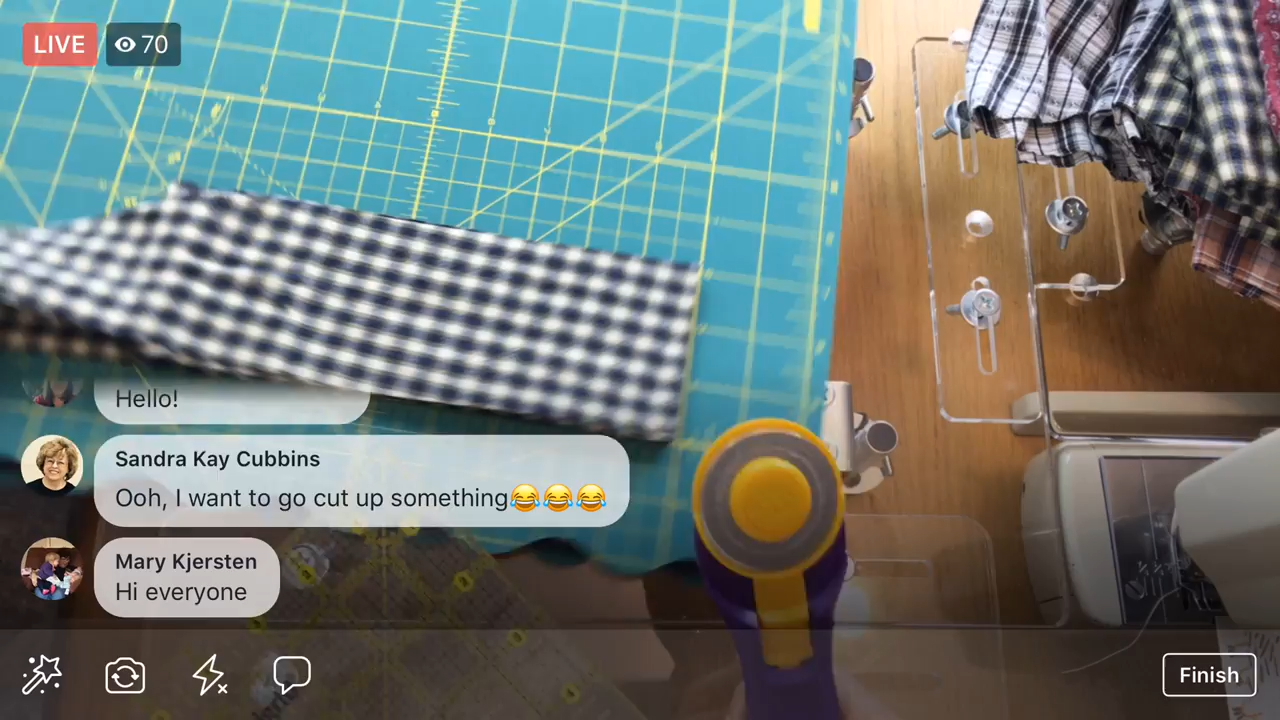 LIVE 70
Hello!
Sandra Kay Cubbins
Ooh, I want to go cut up something😂😂😂
Mary Kjersten
Hi everyone
Finish